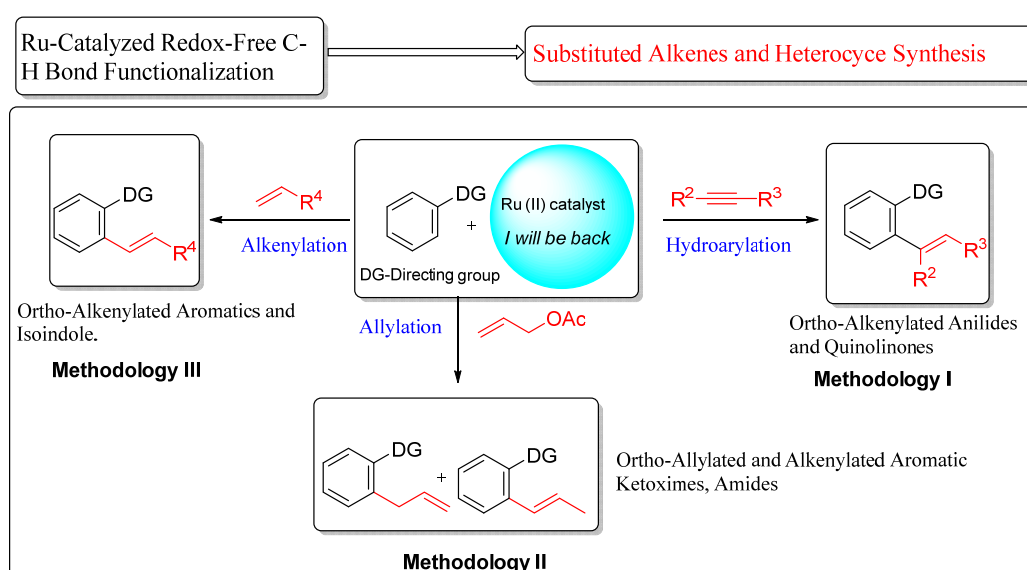 Ru-Catalyzed Redox-Free C-
H Bond Functionalization
Substituted Alkenes and Heterocyce Synthesis
DG
R4
Ortho-Alkenylated Aromatics and
Isoindole.
Methodology III
R4
Alkenylation
DG
+
Ru (II) catalyst
I will be back
DG-Directing group
R2
R3
Hydroarylation
DG
R3
R2
Ortho-Alkenylated Anilides
and Quinolinones
Methodology I
Allylation
OAc
DG
+
DG
Ortho-Allylated and Alkenylated Aromatic
Ketoximes, Amides
Methodology II